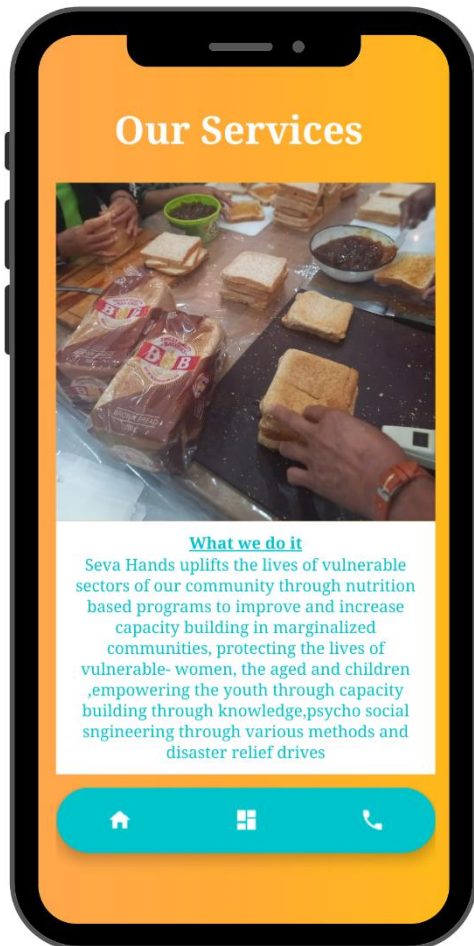 Our Services
BB
BROWN BREAD
What we do it
Seva Hands uplifts the lives of vulnerable
sectors of our community through nutrition
based programs to improve and increase
capacity building in marginalized
communities, protecting the lives of
vulnerable- women, the aged and children
,empowering the youth through capacity
building through knowledge,psycho social
sngineering through various methods and
disaster relief drives